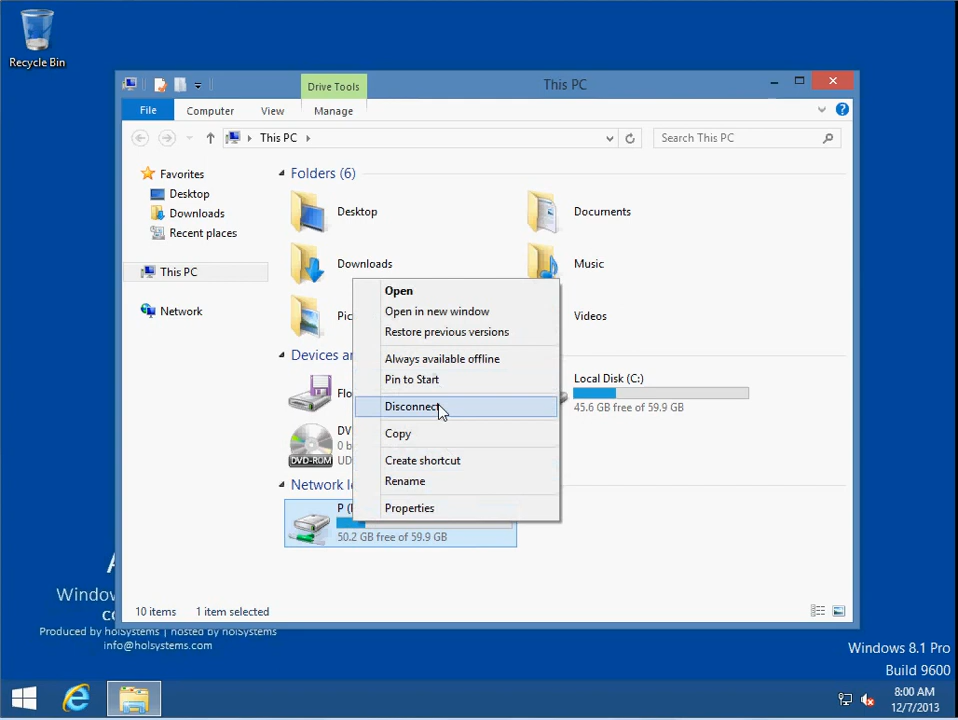 Recycle Bin
Drive Tools
This PC
File
Computer
View
Manage
This PC
Search This PC
Favorites
Desktop
Downloads
Recent places
This PC
Network
Folders (6)
Desktop
Documents
Downloads
Music
Videos
Open
Open in new window
Restore previous versions
Always available offline
Pin to Start
Disconnect
Copy
Create shortcut
Rename
Properties
Devices
Local Disk (C:)
45.6 GB free of 59.9 GB
DVD-ROM
Network
50.2 GB free of 59.9 GB
10 items
1 item selected
Produced by holSystems | hosted by holSystems
info@holsystems.com
Windows 8.1 Pro
Build 9600
8:00 AM
12/7/2013